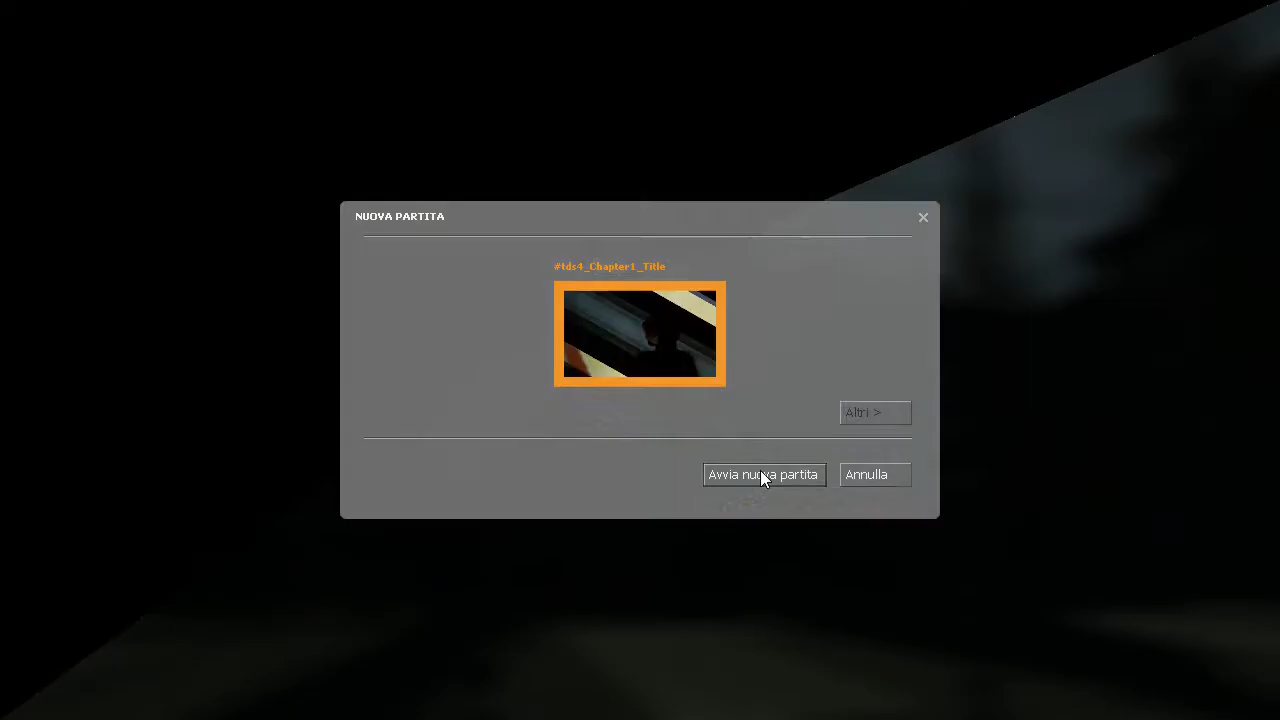 NUOVA PARTITA
#tds4_Chapter1_Title
Altri >
Avvia nuova partita
Annulla